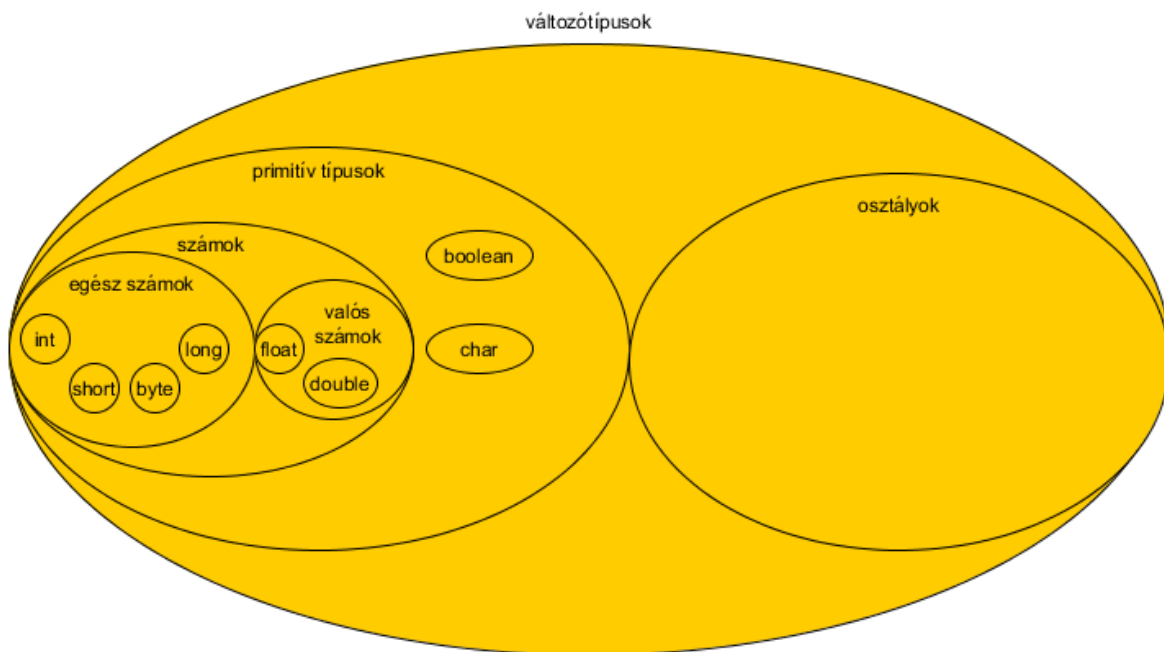 változótípusok
primitív típusok
osztályok
számok
boolean
egész számok
valós
számok
int
long
float
char
short
byte
double